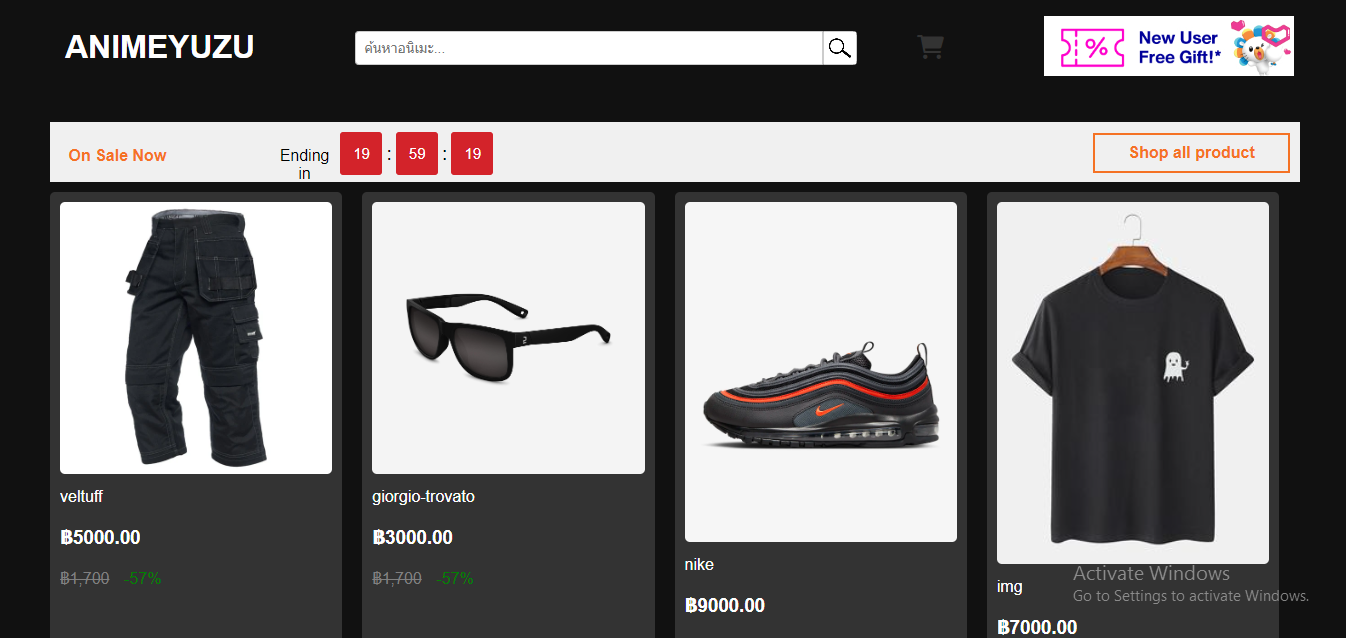 ANIMEYUZU
ค้นหาอนิเมะ...
%
New User
Free Gift!*
On Sale Now
Ending
in
19 : 59 : 19
Shop all product
veltuff
฿5000.00
฿1,700 -57%
giorgio-trovato
฿3000.00
฿1,700 -57%
nike
฿9000.00
img
฿7000.00
Activate Windows
Go to Settings to activate Windows.